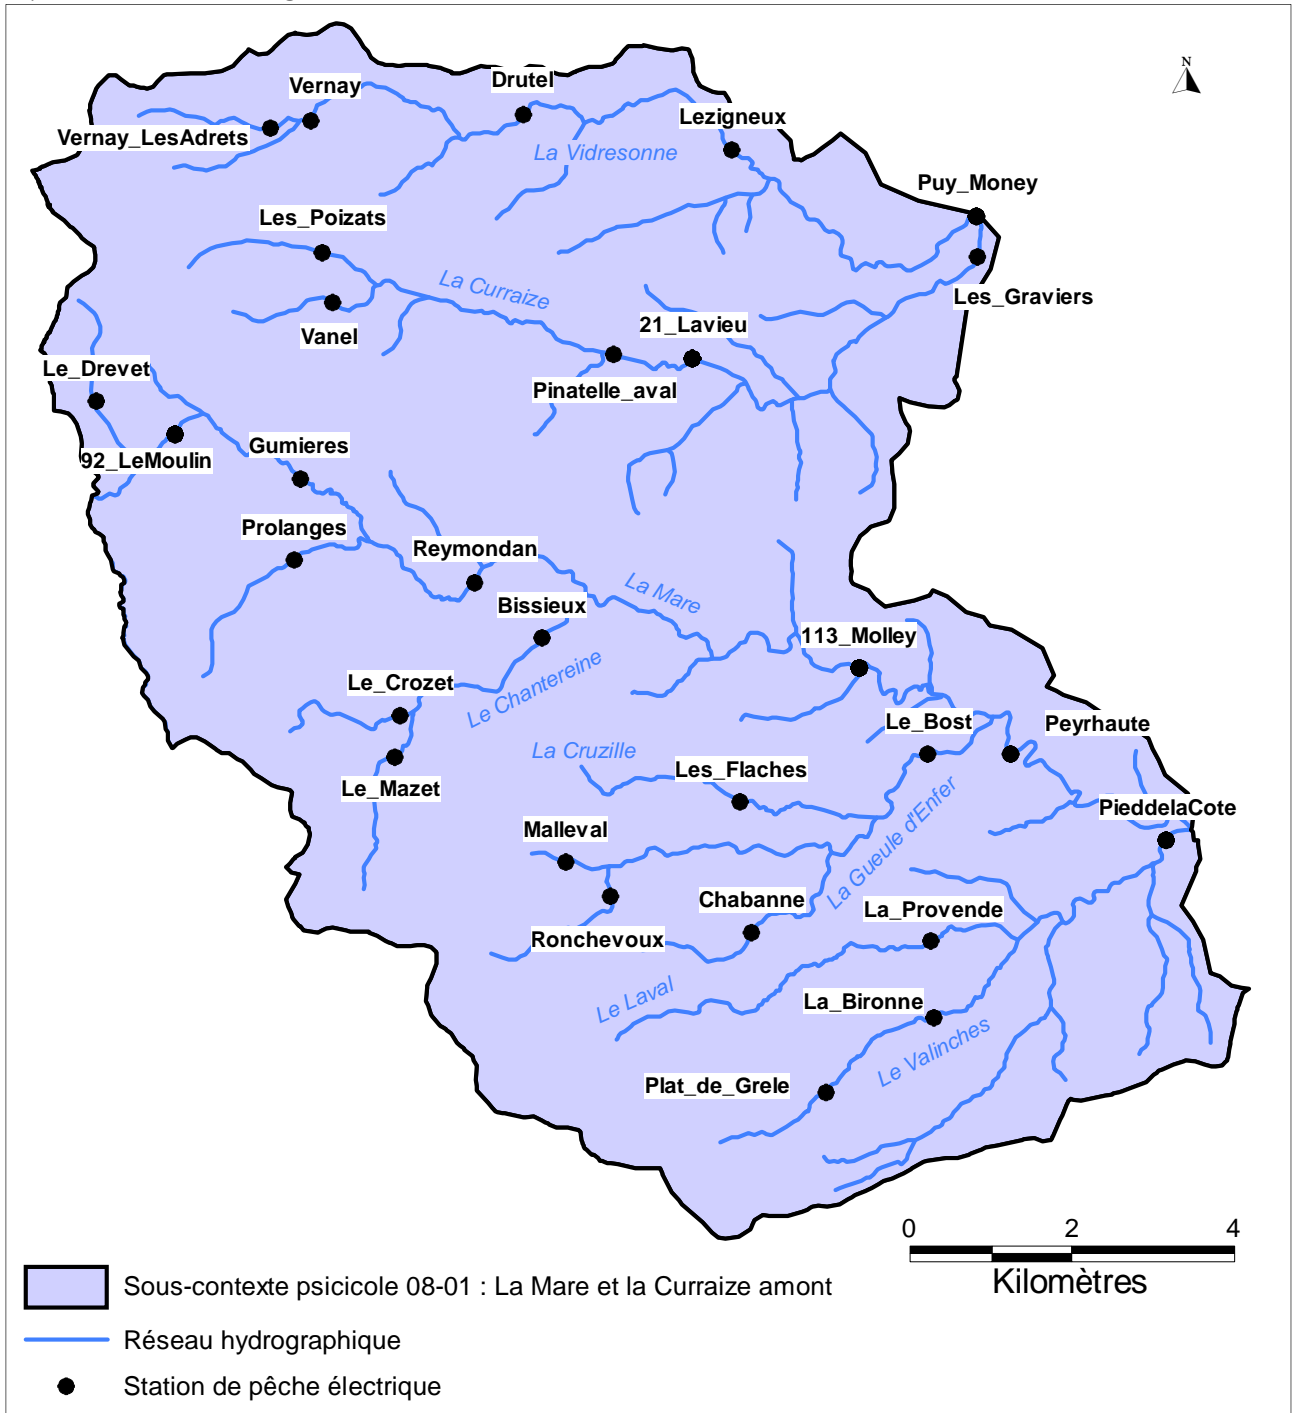 N
Drutel
Vernay
Lezigneux
Vernay_LesAdrets
La Vidresonne
Puy_Money
Les_Poizats
La Curraize
Les_Graviers
21_Lavieu
Vanel
Le_Drevet
Pinatelle_aval
Gumieres
92_LeMoulin
Prolanges
Reymondan
La Mare
Bissieux
113_Molley
Le Chantereine
Le_Crozet
Le_Bost
Peyrhaute
La Cruzille
Les_Flaches
Le_Mazet
PieddelaCote
Malleval
La Gueule d'Enfer
Chabanne
La_Provende
Ronchevoux
Le Laval
La_Bironne
Le Valinches
Plat_de_Grele
0 2 4
Kilomètres
Sous-contexte psicicole 08-01 : La Mare et la Curraize amont
Réseau hydrographique
Station de pêche électrique